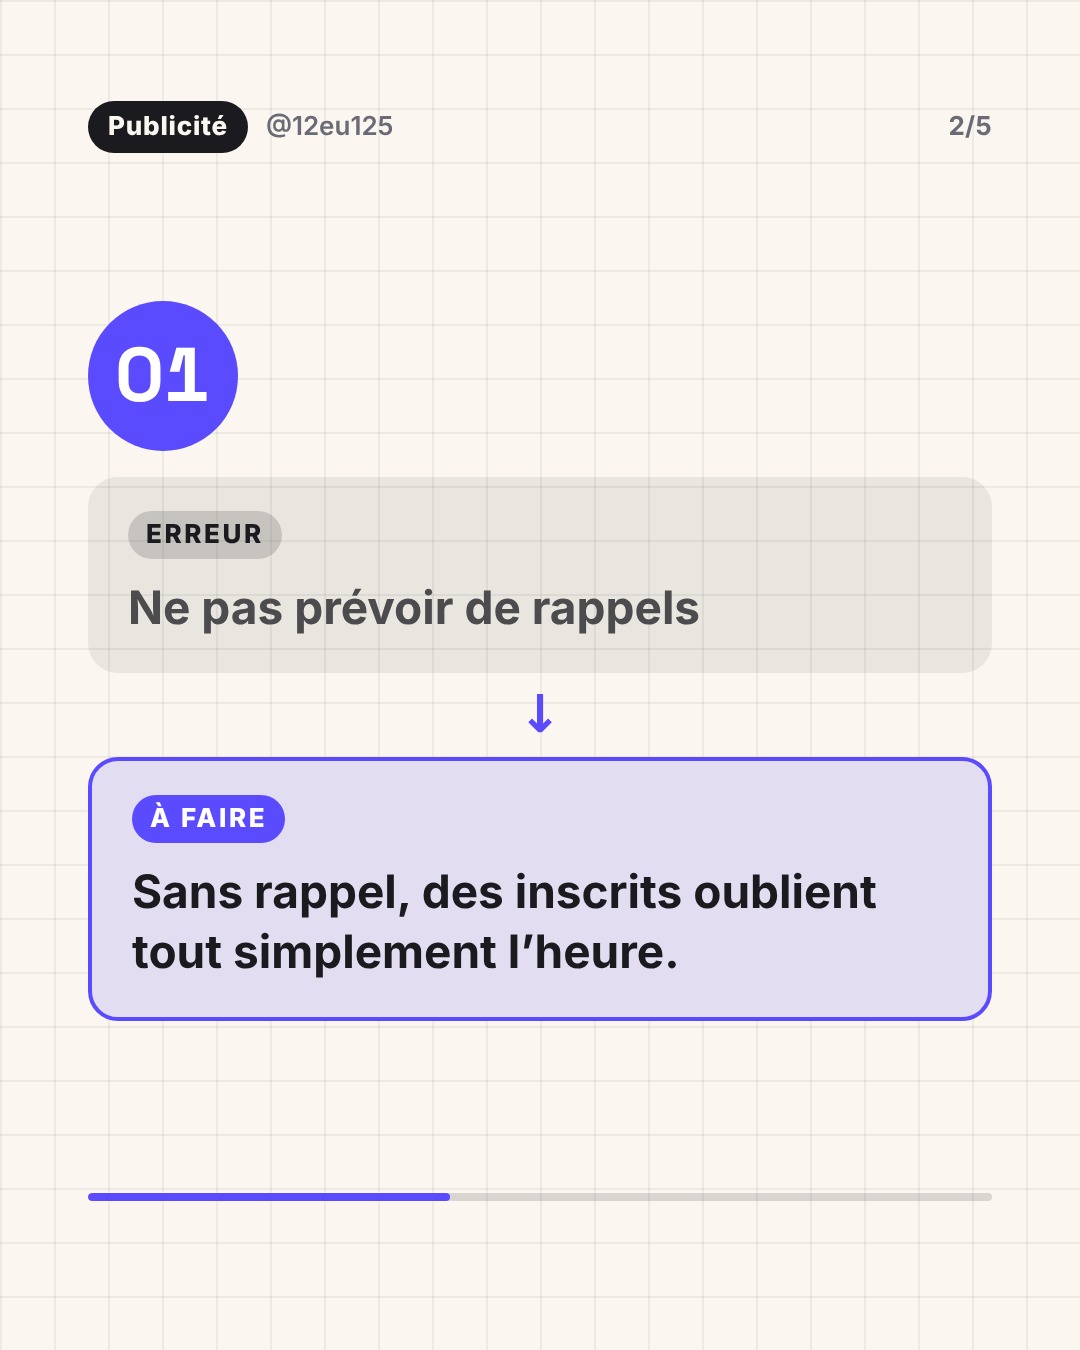 Publicité @12eu125 2/5
01
ERREUR
Ne pas prévoir de rappels
↓
À FAIRE
Sans rappel, des inscrits oublient
tout simplement l’heure.